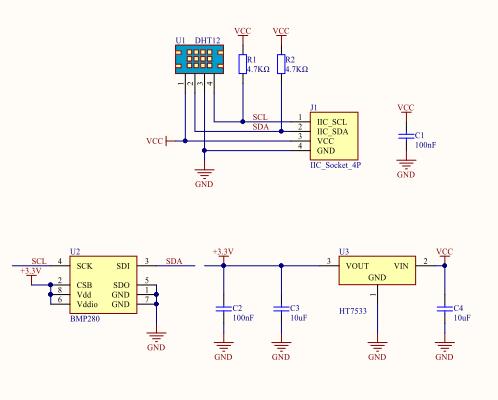 VCC
VCC
U1 DHT12
R1
4.7KΩ
R2
4.7KΩ
1
2
3
4
J1
SCL
1
IIC_SCL
SDA
2
IIC_SDA
VCC
3
VCC
4
GND
IIC_Socket_4P
GND
VCC
C1
100nF
GND
U2
SCL
4
SCK
SDI
3
SDA
+3.3V
2
CSB
SDO
5
8
Vdd
GND
1
6
Vddio
GND
7
BMP280
GND
+3.3V
U3
VCC
3
VOUT
VIN
2
GND
1
HT7533
C2
100nF
C3
10uF
C4
10uF
GND
GND
GND
GND